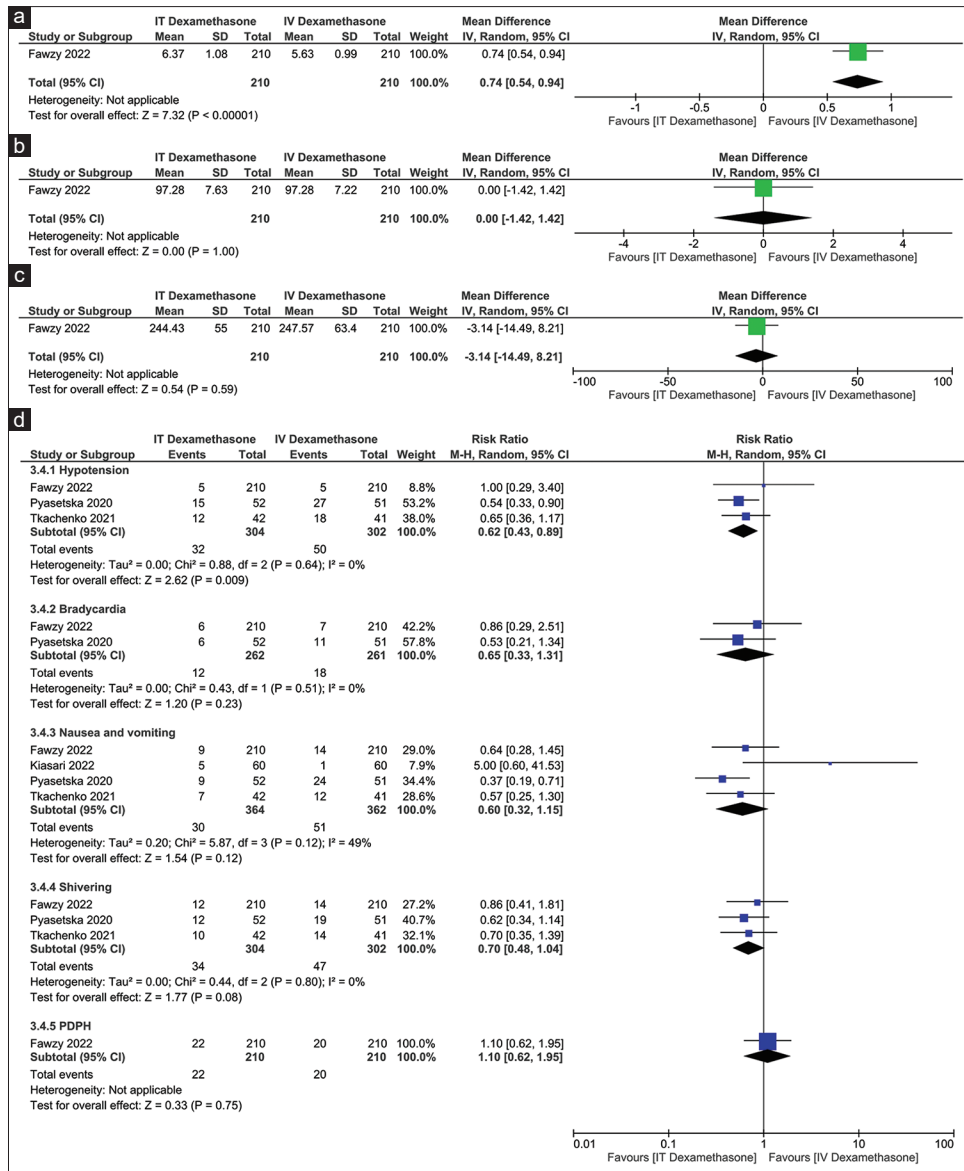 a
IT Dexamethasone IV Dexamethasone Mean Difference Mean Difference
Study or Subgroup Mean SD Total Mean SD Total Weight IV, Random, 95% CI IV, Random, 95% CI
Fawzy 2022 6.37 1.08 210 5.63 0.99 210 100.0% 0.74 [0.54, 0.94]
Total (95% CI) 210 210 100.0% 0.74 [0.54, 0.94]
Heterogeneity: Not applicable
Test for overall effect: Z = 7.32 (P < 0.00001)
-1 -0.5 0 0.5 1
Favours [IT Dexamethasone] Favours [IV Dexamethasone]
b
IT Dexamethasone IV Dexamethasone Mean Difference Mean Difference
Study or Subgroup Mean SD Total Mean SD Total Weight IV, Random, 95% CI IV, Random, 95% CI
Fawzy 2022 97.28 7.63 210 97.28 7.22 210 100.0% 0.00 [-1.42, 1.42]
Total (95% CI) 210 210 100.0% 0.00 [-1.42, 1.42]
Heterogeneity: Not applicable
Test for overall effect: Z = 0.00 (P = 1.00)
-4 -2 0 2 4
Favours [IT Dexamethasone] Favours [IV Dexamethasone]
c
IT Dexamethasone IV Dexamethasone Mean Difference Mean Difference
Study or Subgroup Mean SD Total Mean SD Total Weight IV, Random, 95% CI IV, Random, 95% CI
Fawzy 2022 244.43 55 210 247.57 63.4 210 100.0% -3.14 [-14.49, 8.21]
Total (95% CI) 210 210 100.0% -3.14 [-14.49, 8.21]
Heterogeneity: Not applicable
Test for overall effect: Z = 0.54 (P = 0.59)
-100 -50 0 50 100
Favours [IT Dexamethasone] Favours [IV Dexamethasone]
d
IT Dexamethasone IV Dexamethasone Risk Ratio Risk Ratio
Study or Subgroup Events Total Events Total Weight M-H, Random, 95% CI M-H, Random, 95% CI
3.4.1 Hypotension
Fawzy 2022 5 210 5 210 8.8% 1.00 [0.29, 3.40]
Pyasetska 2020 15 52 27 51 53.2% 0.54 [0.33, 0.90]
Tkachenko 2021 12 42 18 41 38.0% 0.65 [0.36, 1.17]
Subtotal (95% CI) 304 302 100.0% 0.62 [0.43, 0.89]
Total events 32 50
Heterogeneity: Tau² = 0.00; Chi² = 0.88, df = 2 (P = 0.64); I² = 0%
Test for overall effect: Z = 2.62 (P = 0.009)
3.4.2 Bradycardia
Fawzy 2022 6 210 7 210 42.2% 0.86 [0.29, 2.51]
Pyasetska 2020 6 52 11 51 57.8% 0.53 [0.21, 1.34]
Subtotal (95% CI) 262 261 100.0% 0.65 [0.33, 1.31]
Total events 12 18
Heterogeneity: Tau² = 0.00; Chi² = 0.43, df = 1 (P = 0.51); I² = 0%
Test for overall effect: Z = 1.20 (P = 0.23)
3.4.3 Nausea and vomiting
Fawzy 2022 9 210 14 210 29.0% 0.64 [0.28, 1.45]
Kiasari 2022 5 60 1 60 7.9% 5.00 [0.60, 41.53]
Pyasetska 2020 9 52 24 51 34.4% 0.37 [0.19, 0.71]
Tkachenko 2021 7 42 12 41 28.6% 0.57 [0.25, 1.30]
Subtotal (95% CI) 364 362 100.0% 0.60 [0.32, 1.15]
Total events 30 51
Heterogeneity: Tau² = 0.20; Chi² = 5.87, df = 3 (P = 0.12); I² = 49%
Test for overall effect: Z = 1.54 (P = 0.12)
3.4.4 Shivering
Fawzy 2022 12 210 14 210 27.2% 0.86 [0.41, 1.81]
Pyasetska 2020 12 52 19 51 40.7% 0.62 [0.34, 1.14]
Tkachenko 2021 10 42 14 41 32.1% 0.70 [0.35, 1.39]
Subtotal (95% CI) 304 302 100.0% 0.70 [0.48, 1.04]
Total events 34 47
Heterogeneity: Tau² = 0.00; Chi² = 0.44, df = 2 (P = 0.80); I² = 0%
Test for overall effect: Z = 1.77 (P = 0.08)
3.4.5 PDPH
Fawzy 2022 22 210 20 210 100.0% 1.10 [0.62, 1.95]
Subtotal (95% CI) 210 210 100.0% 1.10 [0.62, 1.95]
Total events 22 20
Heterogeneity: Not applicable
Test for overall effect: Z = 0.33 (P = 0.75)
0.01 0.1 1 10 100
Favours [IT Dexamethasone] Favours [IV Dexamethasone]